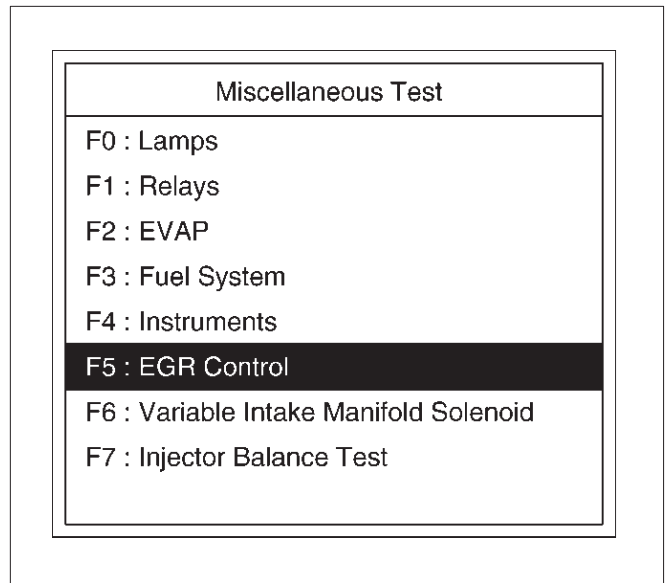 Miscellaneous Test
F0 : Lamps
F1 : Relays
F2 : EVAP
F3 : Fuel System
F4 : Instruments
F5 : EGR Control
F6 : Variable Intake Manifold Solenoid
F7 : Injector Balance Test